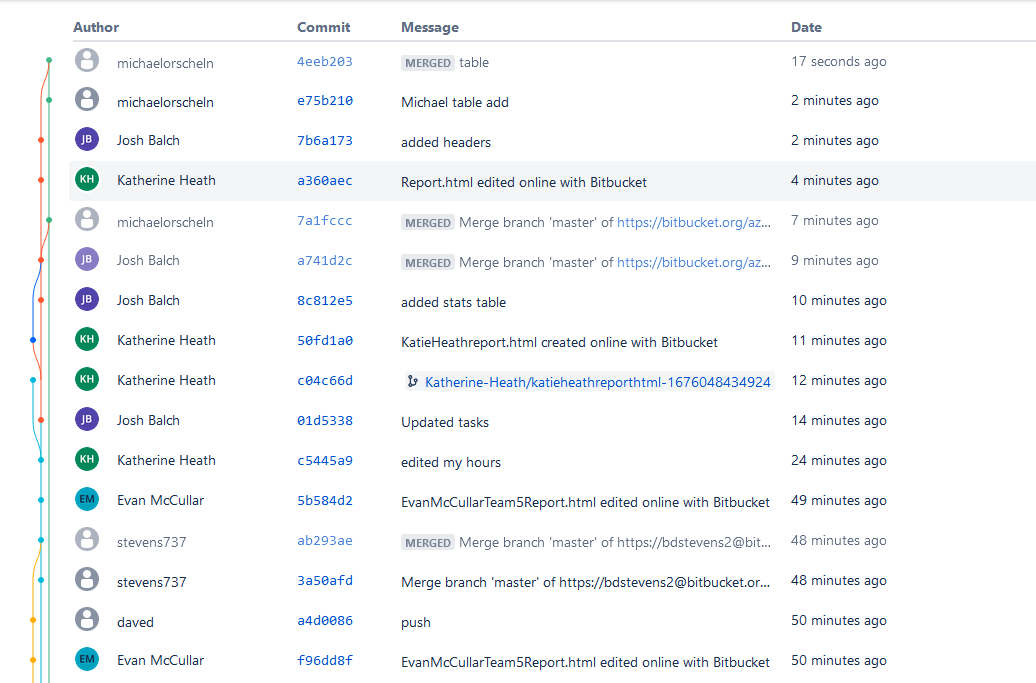 Author Commit Message Date
michaelorscheln 4eeb203 MERGED table 17 seconds ago
michaelorscheln e75b210 Michael table add 2 minutes ago
JB Josh Balch 7b6a173 added headers 2 minutes ago
KH Katherine Heath a360aec Report.html edited online with Bitbucket 4 minutes ago
michaelorscheln 7a1fccc MERGED Merge branch 'master' of https://bitbucket.org/az... 7 minutes ago
JB Josh Balch a741d2c MERGED Merge branch 'master' of https://bitbucket.org/az... 9 minutes ago
JB Josh Balch 8c812e5 added stats table 10 minutes ago
KH Katherine Heath 50fd1a0 KatieHeathreport.html created online with Bitbucket 11 minutes ago
KH Katherine Heath c04c66d Katherine-Heath/katieheathreporthtml-1676048434924 12 minutes ago
JB Josh Balch 01d5338 Updated tasks 14 minutes ago
KH Katherine Heath c5445a9 edited my hours 24 minutes ago
EM Evan McCullar 5b584d2 EvanMcCullarTeam5Report.html edited online with Bitbucket 49 minutes ago
stevens737 ab293ae MERGED Merge branch 'master' of https://bdstevens2@bit... 48 minutes ago
stevens737 3a50afd Merge branch 'master' of https://bdstevens2@bitbucket.or... 48 minutes ago
daved a4d0086 push 50 minutes ago
EM Evan McCullar f96dd8f EvanMcCullarTeam5Report.html edited online with Bitbucket 50 minutes ago